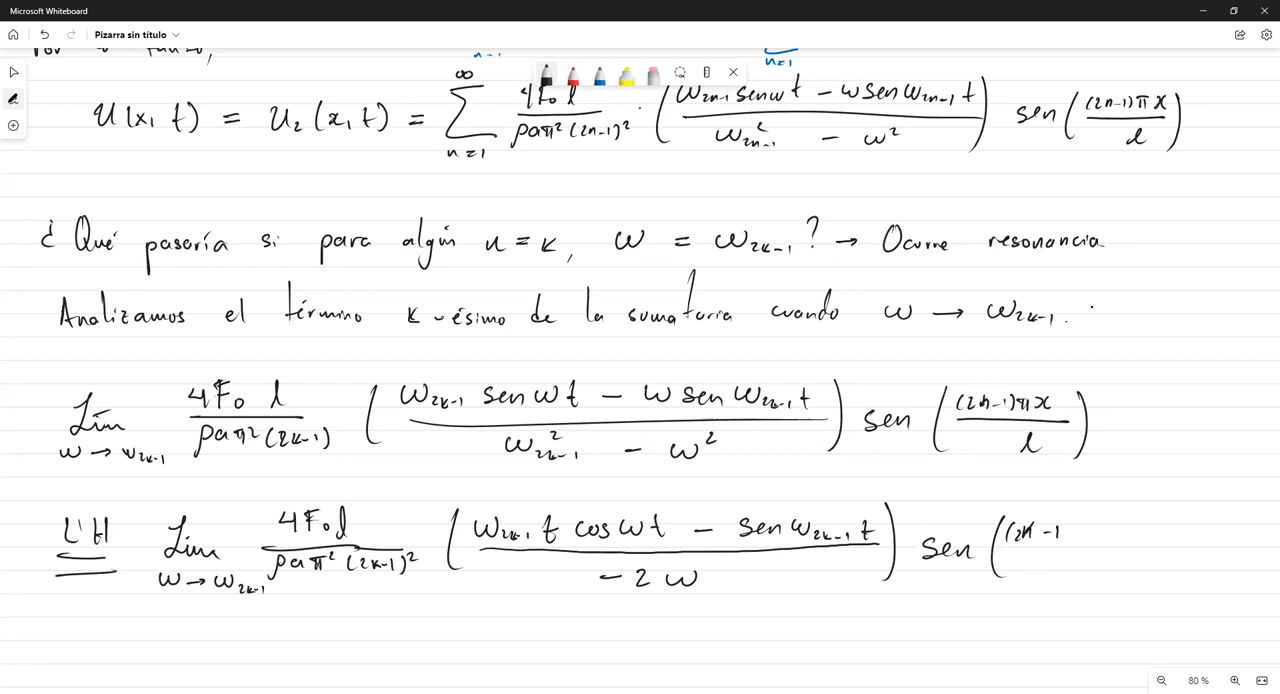 Microsoft Whiteboard
Pizarra sin título
n=1
U(x, t) = U₂(x, t) = ∑_{n=1}^{∞} 4F₀ l / (ρaπ²(2n-1)²) · ( (ω_{2n-1} sen ωt - ω sen ω_{2n-1} t) / (ω²_{2n-1} - ω²) ) sen( (2n-1)πx / l )
¿ Qué pasaría si para algún n = k, ω = ω_{2k-1} ? → Ocurre resonancia.
Analizamos el término k-ésimo de la sumatoria cuando ω → ω_{2k-1}.
Lím_{ω → ω_{2k-1}} 4F₀ l / (ρaπ²(2k-1)) ( (ω_{2k-1} sen ωt - ω sen ω_{2k-1} t) / (ω²_{2k-1} - ω²) ) sen( (2k-1)πx / l )
L'H = Lím_{ω → ω_{2k-1}} 4F₀ l / (ρaπ²(2k-1)²) ( (ω_{2k-1} t cos ωt - sen ω_{2k-1} t) / (-2ω) ) sen( (2k-1
80 %